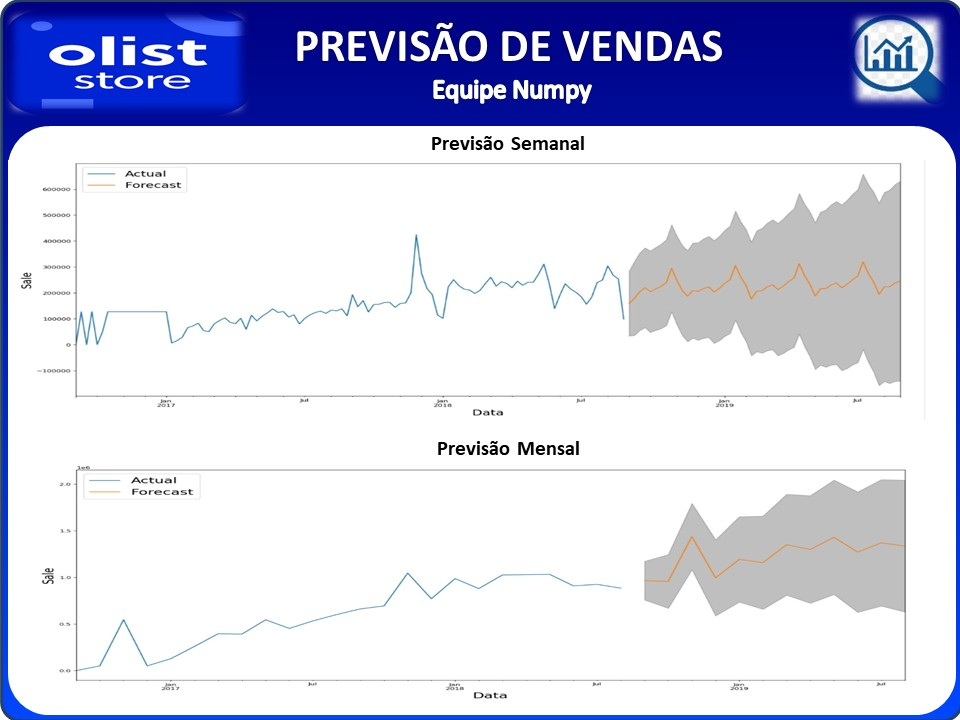 olist
store
PREVISÃO DE VENDAS
Equipe Numpy
Previsão Semanal
Actual
Forecast
600000
500000
400000
300000
200000
100000
0
−100000
Sale
Jan
2017
Jul
Jan
2018
Jul
Jan
2019
Jul
Data
Previsão Mensal
1e6
Actual
Forecast
2.0
1.5
1.0
0.5
0.0
Sale
Jan
2017
Jul
Jan
2018
Jul
Jan
2019
Jul
Data